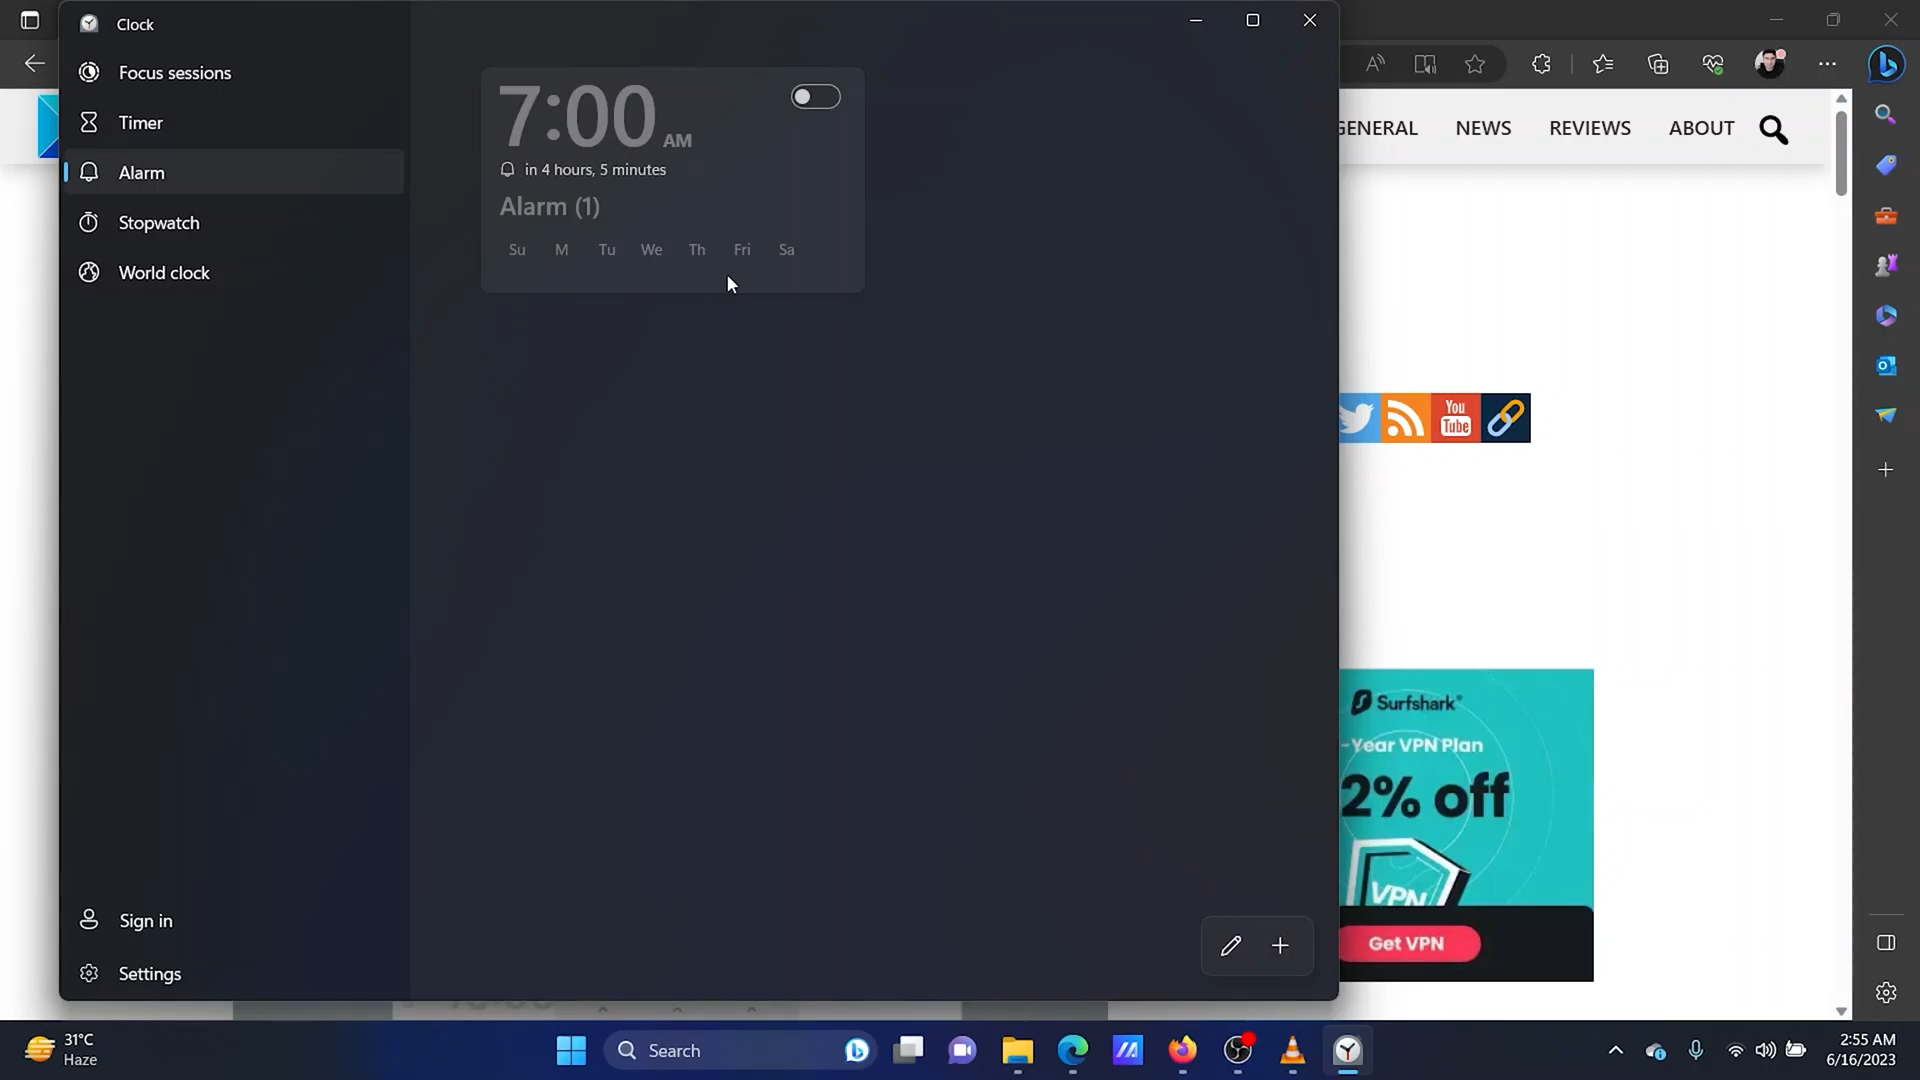 Clock
Focus sessions
Timer
Alarm
Stopwatch
World clock
7:00 AM
in 4 hours, 5 minutes
Alarm (1)
Su M Tu We Th Fri Sa
Sign in
Settings
GENERAL NEWS REVIEWS ABOUT
You
Tube
Surfshark
-Year VPN Plan
2% off
VPN
Get VPN
31°C
Haze
Search
2:55 AM
6/16/2023